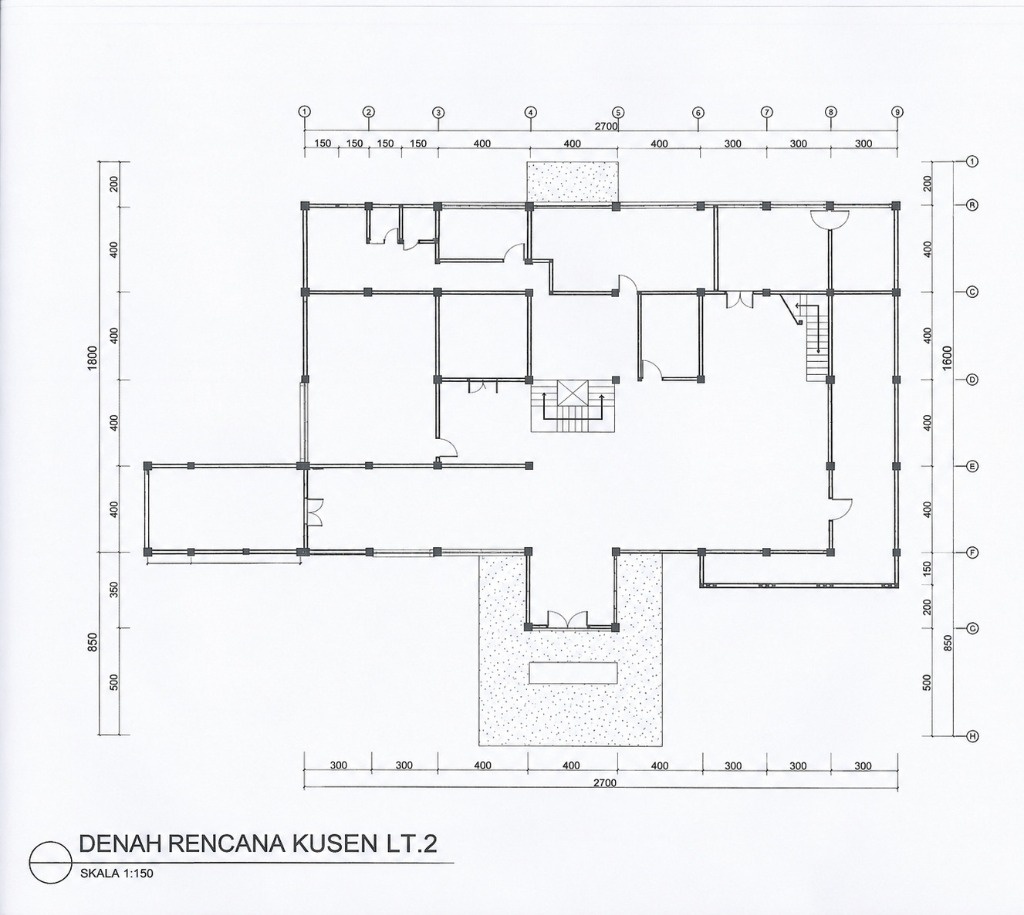 1 2 3 4 5 6 7 8 9
2700
150 150 150 150 400 400 400 300 300 300
200 200 1
R
400 400
C
400 400
1800 1600
D
400 400
E
400 400
F
350 150
200
G
850 850
500 500
H
300 300 400 400 400 300 300 300
2700
DENAH RENCANA KUSEN LT.2
SKALA 1:150